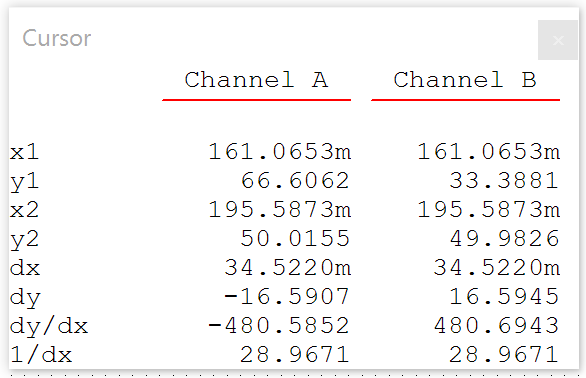 Cursor
Channel A Channel B
x1 161.0653m 161.0653m
y1 66.6062 33.3881
x2 195.5873m 195.5873m
y2 50.0155 49.9826
dx 34.5220m 34.5220m
dy -16.5907 16.5945
dy/dx -480.5852 480.6943
1/dx 28.9671 28.9671